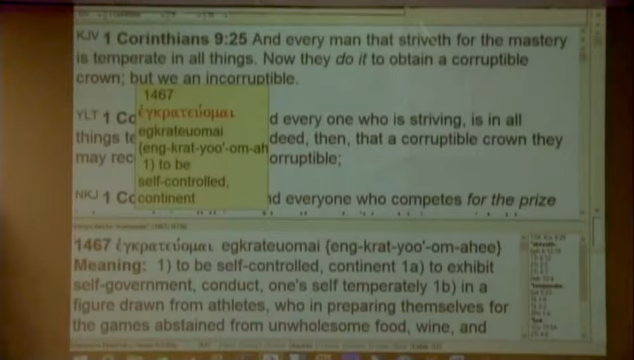 KJV 1 Corinthians 9:25 And every man that striveth for the mastery
is temperate in all things. Now they do it to obtain a corruptible
crown; but we an incorruptible.
1467
ἐγκρατεύομαι
egkrateuomai
(eng-krat-yoo'-om-ah
1) to be
self-controlled,
continent
YLT 1 Co d every one who is striving, is in all
things te deed, then, that a corruptible crown they
may rec orruptible;
NKJ 1 Co d everyone who competes for the prize
1467 ἐγκρατεύομαι egkrateuomai {eng-krat-yoo'-om-ahee}
Meaning: 1) to be self-controlled, continent 1a) to exhibit
self-government, conduct, one's self temperately 1b) in a
figure drawn from athletes, who in preparing themselves for
the games abstained from unwholesome food, wine, and